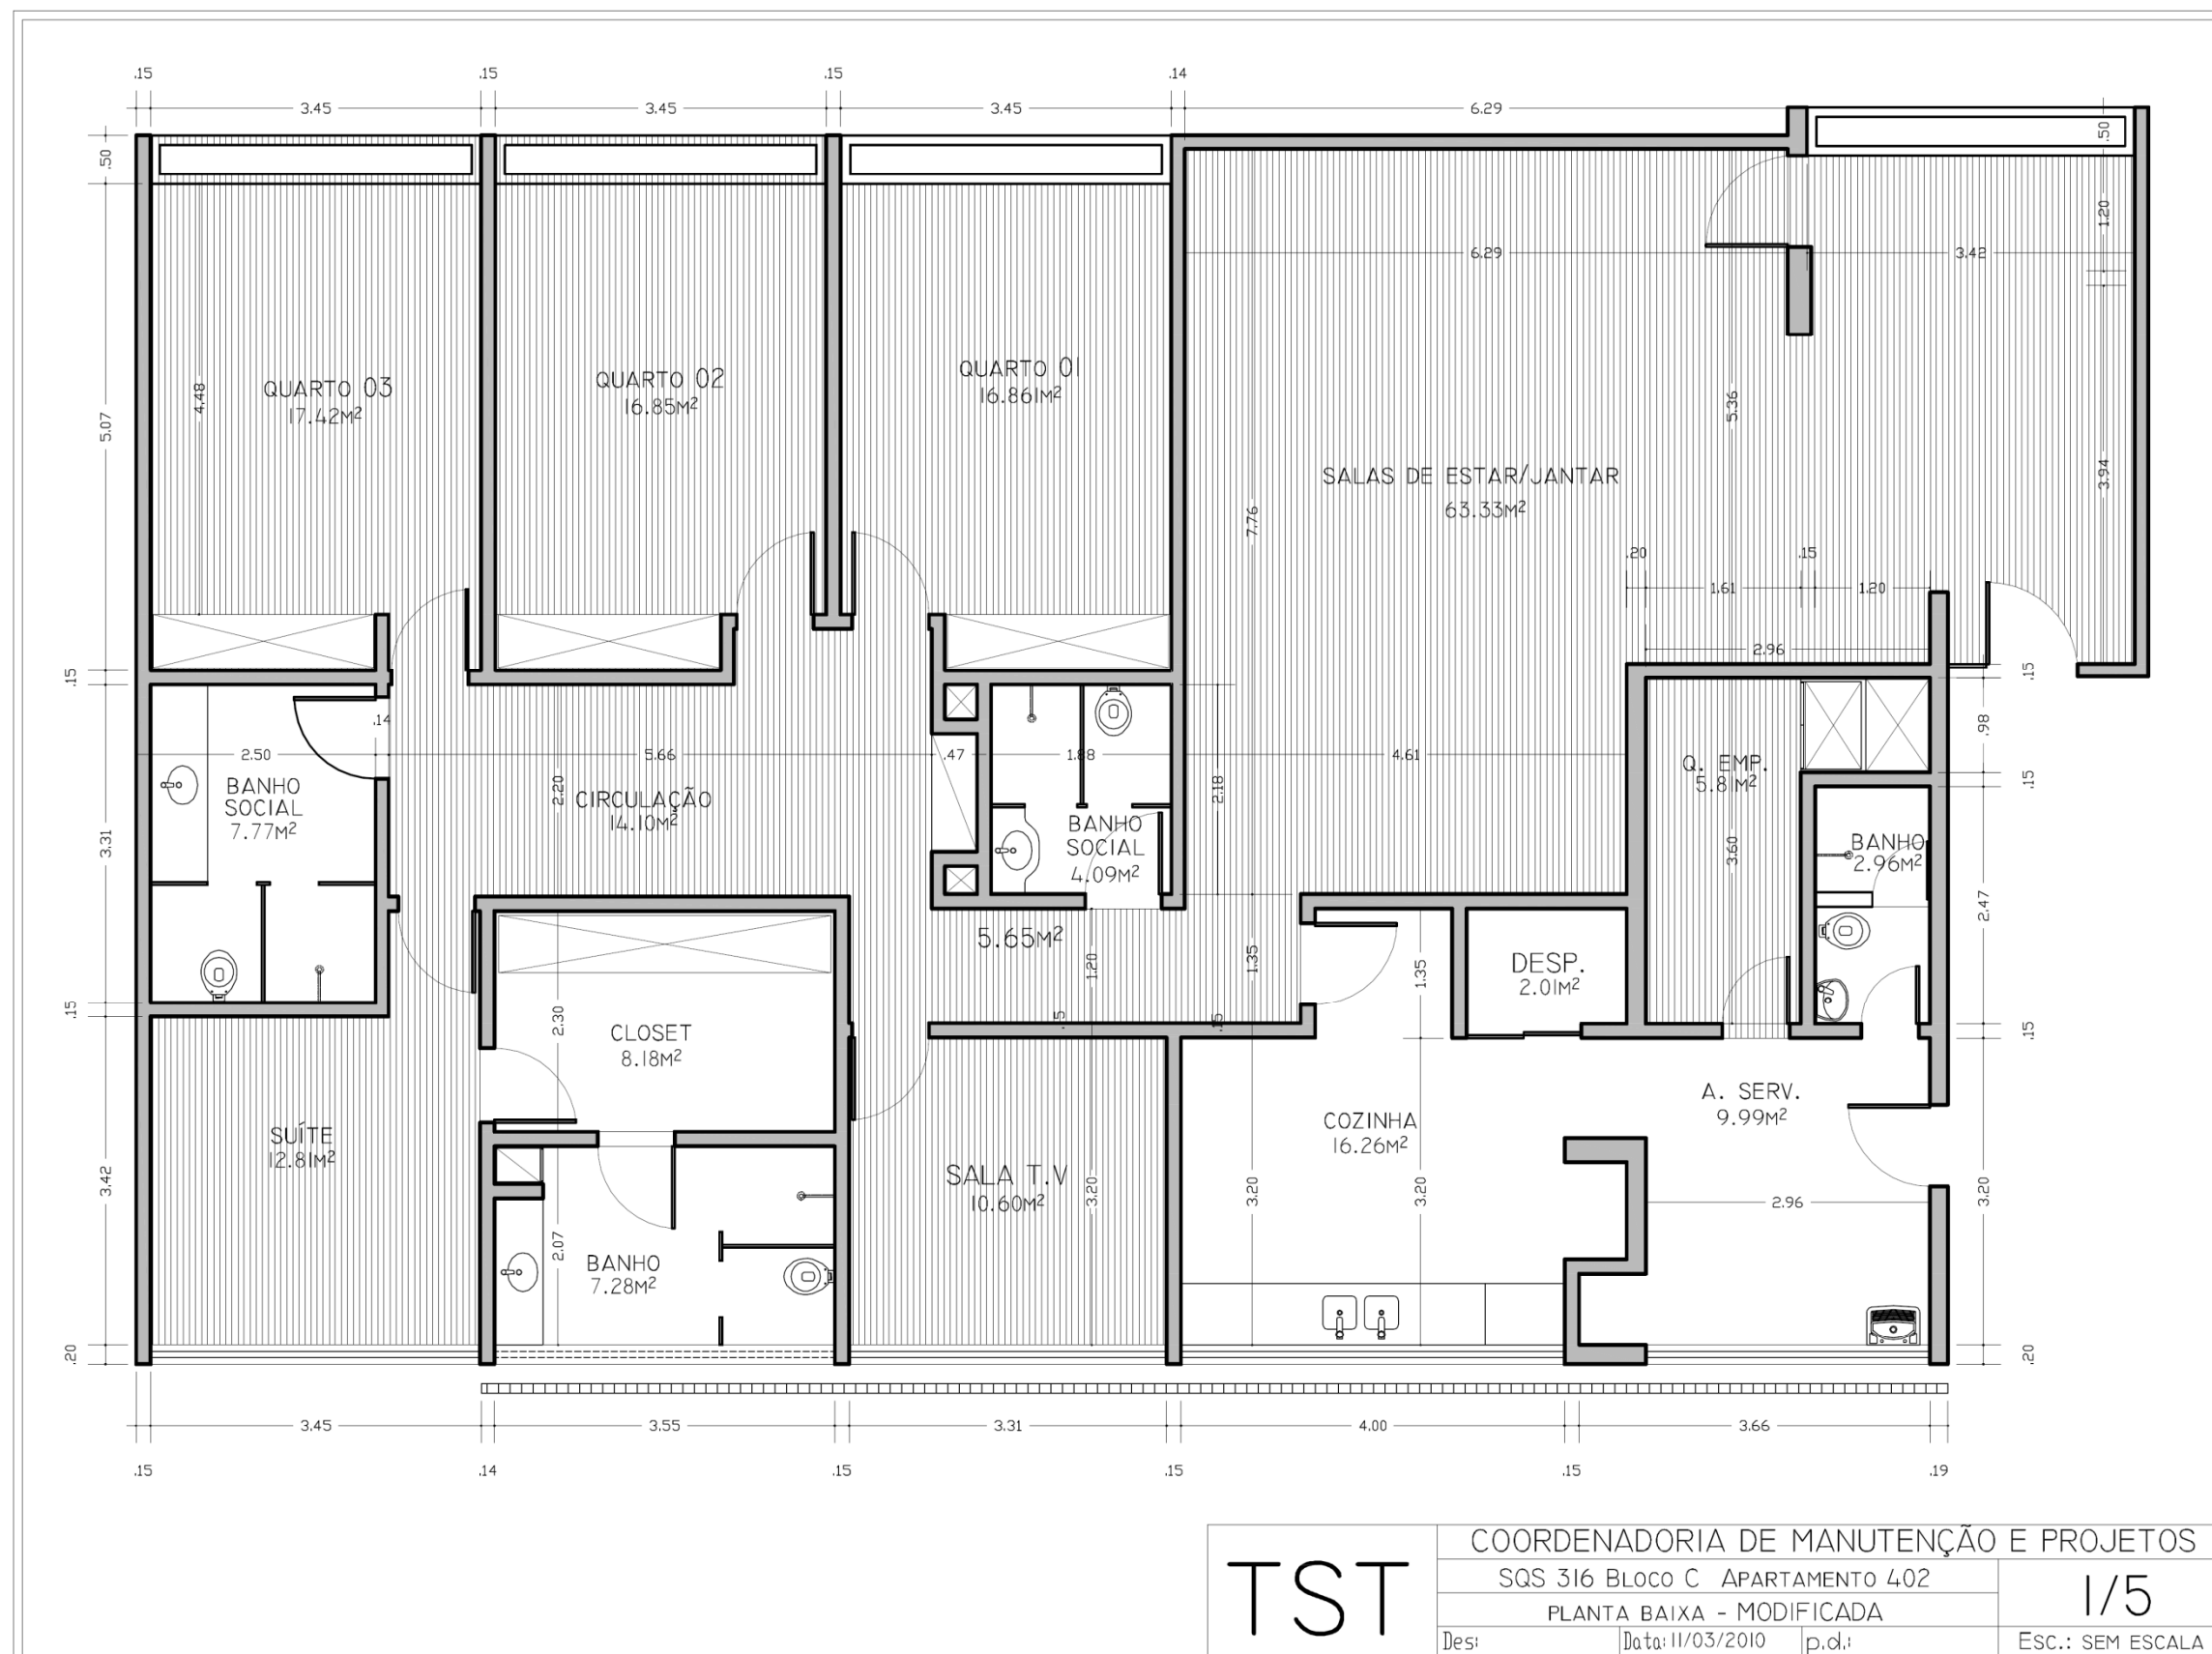 .15 .15 .15 .14
3.45 3.45 3.45 6.29
.50 .50
1.20
6.29 3.42
QUARTO 03
17.42M²
QUARTO 02
16.85M²
QUARTO 01
16.861M²
4.48
5.07
5.36
SALAS DE ESTAR/JANTAR
63.33M²
3.94
7.76
.20 .15
1.61 1.20
2.96
.15 .15
.14
.98
2.50 5.66 .47 1.88 4.61
BANHO
SOCIAL
7.77M²
2.20
CIRCULAÇÃO
14.10M²
2.18
Q. EMP.
5.81M²
.15
3.31
BANHO
SOCIAL
4.09M²
3.60
BANHO
2.96M²
2.47
5.65M²
1.20
1.35
1.35
DESP.
2.01M²
.15
2.30
CLOSET
8.18M²
.15
.15
.15
SUÍTE
12.81M²
COZINHA
16.26M²
A. SERV.
9.99M²
3.42
SALA T.V
10.60M²
3.20
3.20
3.20
2.96
3.20
2.07
BANHO
7.28M²
.20 .20
3.45 3.55 3.31 4.00 3.66
.15 .14 .15 .15 .15 .19
TST
COORDENADORIA DE MANUTENÇÃO E PROJETOS
SQS 316 BLOCO C APARTAMENTO 402
PLANTA BAIXA - MODIFICADA
1/5
Des: Data:11/03/2010 p.d.:
ESC.: SEM ESCALA